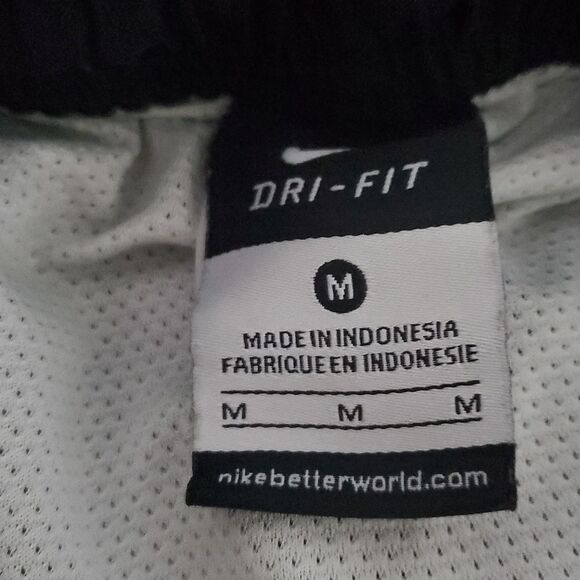 DRI-FIT
M
MADE IN INDONESIA
FABRIQUE EN INDONESIE
M M M
nikebetterworld.com